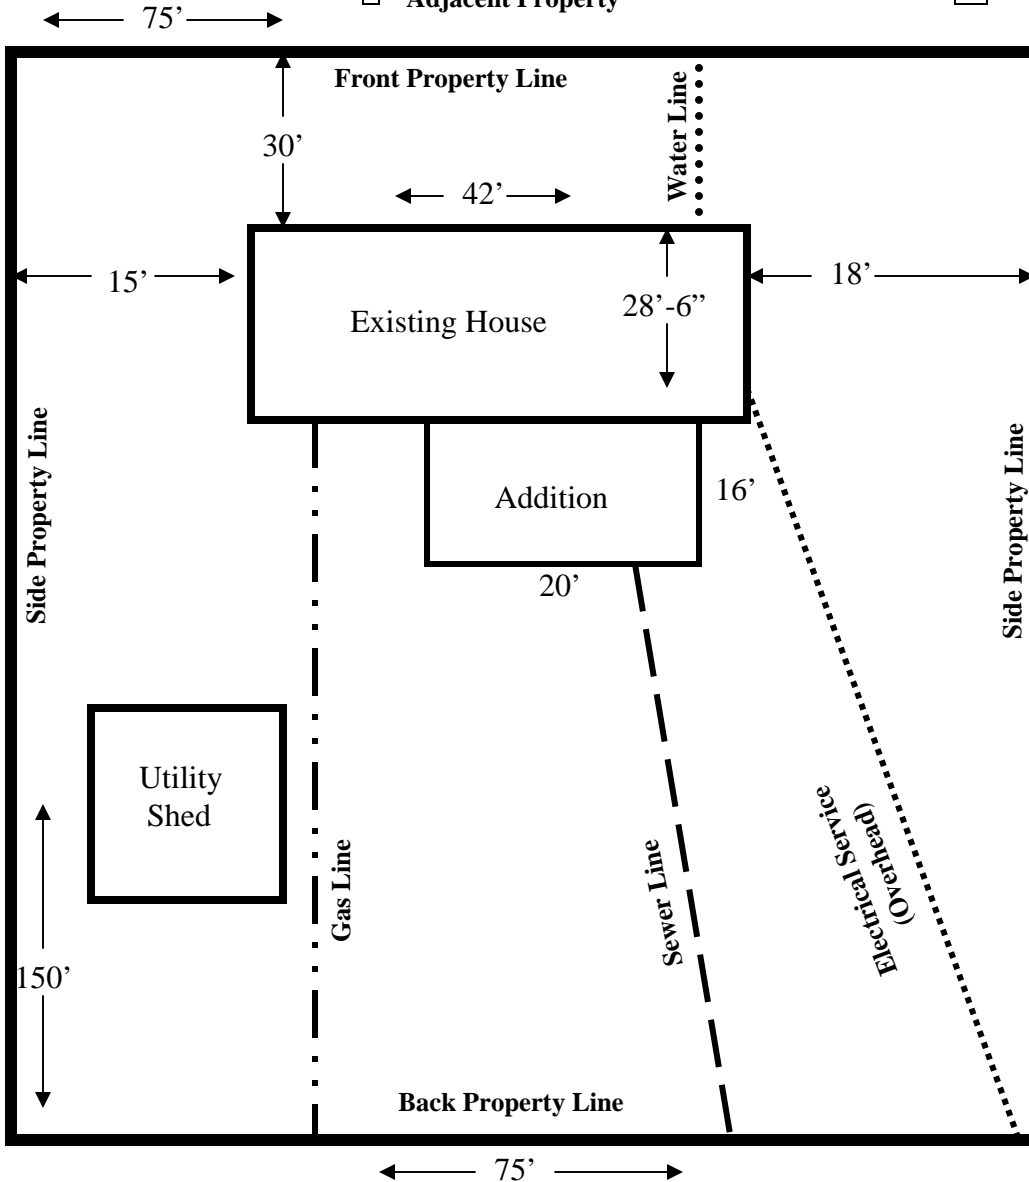 Adjacent Property
75’
Front Property Line
Water Line
30’
42’
15’
18’
Existing House
28’-6”
Side Property Line
Side Property Line
Addition
16’
20’
Utility
Shed
Gas Line
Sewer Line
Electrical Service
(Overhead)
150’
Back Property Line
75’